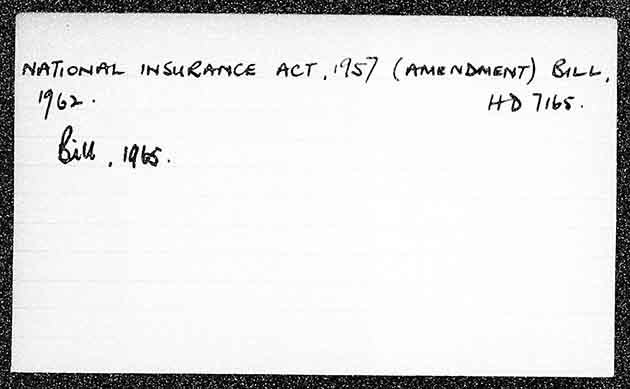 NATIONAL INSURANCE ACT, 1957 (AMENDMENT) BILL,
1962. HD 7165.
Bill, 1965.